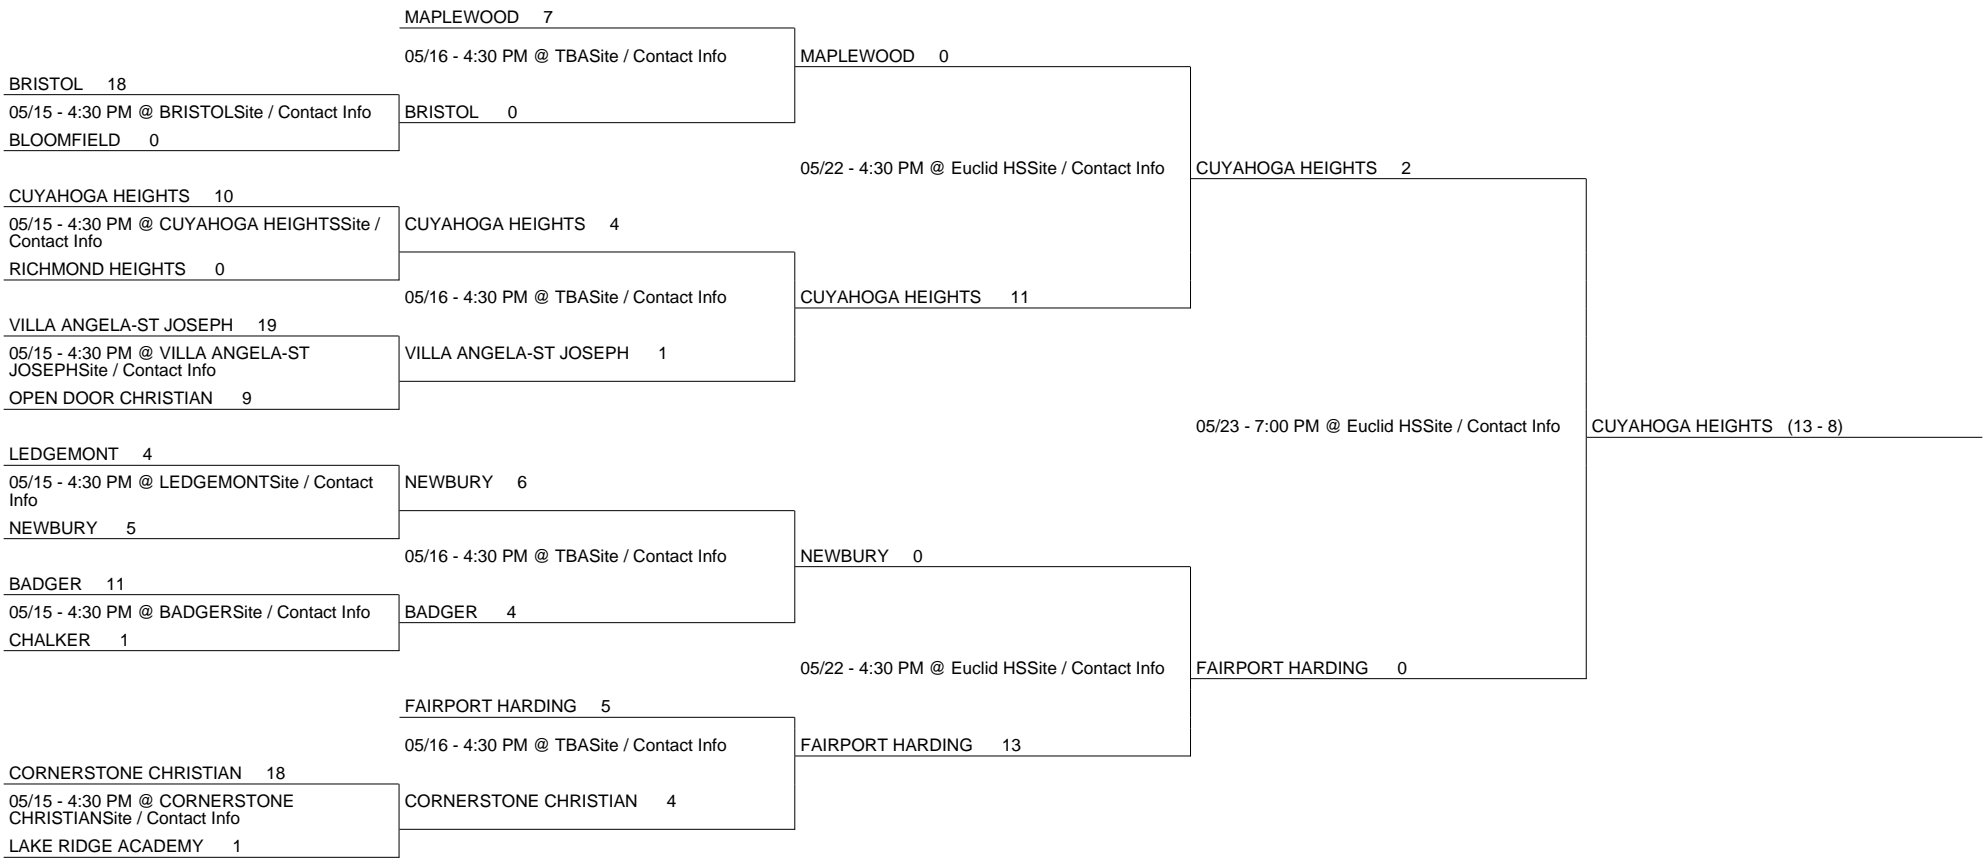 MAPLEWOOD 7
05/16 - 4:30 PM @ TBASite / Contact Info
MAPLEWOOD 0
BRISTOL 18
05/15 - 4:30 PM @ BRISTOLSite / Contact Info
BRISTOL 0
BLOOMFIELD 0
05/22 - 4:30 PM @ Euclid HSSite / Contact Info
CUYAHOGA HEIGHTS 2
CUYAHOGA HEIGHTS 10
05/15 - 4:30 PM @ CUYAHOGA HEIGHTSSite /
Contact Info
CUYAHOGA HEIGHTS 4
RICHMOND HEIGHTS 0
05/16 - 4:30 PM @ TBASite / Contact Info
CUYAHOGA HEIGHTS 11
VILLA ANGELA-ST JOSEPH 19
05/15 - 4:30 PM @ VILLA ANGELA-ST
JOSEPHSite / Contact Info
VILLA ANGELA-ST JOSEPH 1
OPEN DOOR CHRISTIAN 9
05/23 - 7:00 PM @ Euclid HSSite / Contact Info
CUYAHOGA HEIGHTS (13 - 8)
LEDGEMONT 4
05/15 - 4:30 PM @ LEDGEMONTSite / Contact
Info
NEWBURY 6
NEWBURY 5
05/16 - 4:30 PM @ TBASite / Contact Info
NEWBURY 0
BADGER 11
05/15 - 4:30 PM @ BADGERSite / Contact Info
BADGER 4
CHALKER 1
05/22 - 4:30 PM @ Euclid HSSite / Contact Info
FAIRPORT HARDING 0
FAIRPORT HARDING 5
05/16 - 4:30 PM @ TBASite / Contact Info
FAIRPORT HARDING 13
CORNERSTONE CHRISTIAN 18
05/15 - 4:30 PM @ CORNERSTONE
CHRISTIANSite / Contact Info
CORNERSTONE CHRISTIAN 4
LAKE RIDGE ACADEMY 1